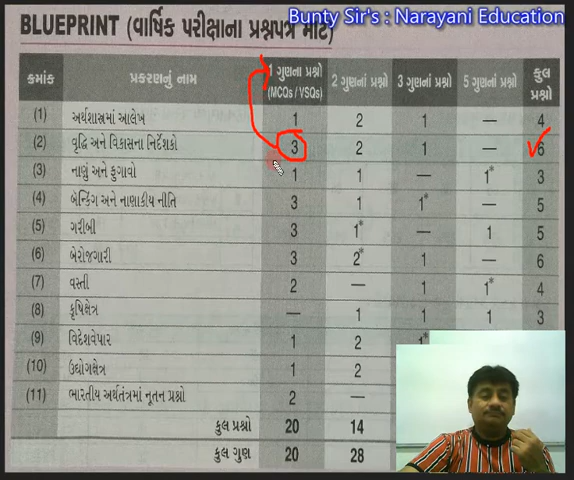 Bunty Sir's : Narayani Education
BLUEPRINT (વાર્ષિક પરીક્ષાના પ્રશ્નપત્ર માટે)
ક્રમાંક પ્રકરણનું નામ 1 ગુણના પ્રશ્નો (MCQs / VSQs) 2 ગુણનાં પ્રશ્નો 3 ગુણનાં પ્રશ્નો 5 ગુણનાં પ્રશ્નો કુલ પ્રશ્નો
(1) અર્થશાસ્ત્રમાં આલેખ 1 2 1 — 4
(2) વૃદ્ધિ અને વિકાસના નિર્દેશકો 3 2 1 — 6
(3) નાણું અને ફુગાવો 1 1 — 1* 3
(4) બૅન્કિંગ અને નાણાકીય નીતિ 3 1 1* — 5
(5) ગરીબી 3 1* — 1 5
(6) બેરોજગારી 3 2* 1 — 6
(7) વસ્તી 2 — 1 1* 4
(8) કૃષિક્ષેત્ર — 1 1 1 3
(9) વિદેશવેપાર 1 2 1*
(10) ઉદ્યોગક્ષેત્ર 1 2
(11) ભારતીય અર્થતંત્રમાં નૂતન પ્રશ્નો 2 —
કુલ પ્રશ્નો 20 14
કુલ ગુણ 20 28